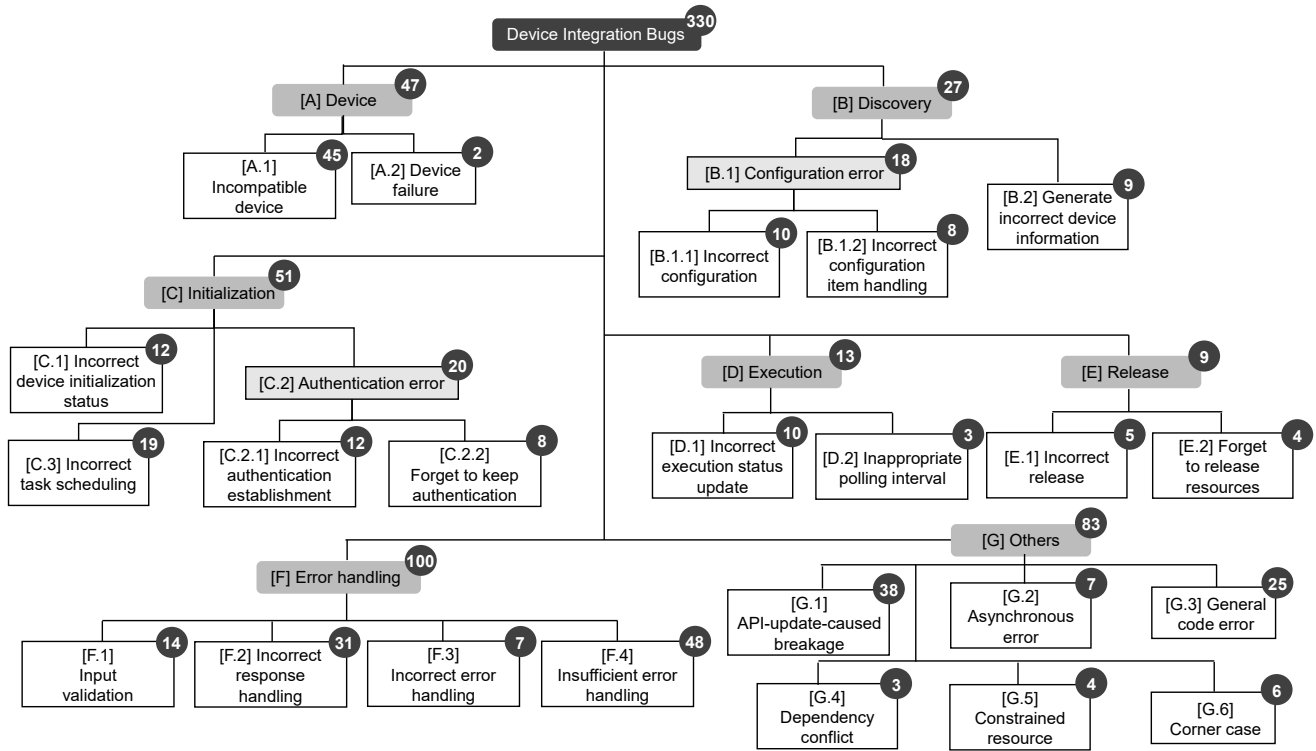 Device Integration Bugs
330
[A] Device
47
[B] Discovery
27
[A.1]
Incompatible
device
45
[A.2] Device
failure
2
[B.1] Configuration error
18
[B.2] Generate
incorrect device
information
9
[B.1.1] Incorrect
configuration
10
[B.1.2] Incorrect
configuration
item handling
8
[C] Initialization
51
[C.1] Incorrect
device initialization
status
12
[C.2] Authentication error
20
[C.3] Incorrect
task scheduling
19
[C.2.1] Incorrect
authentication
establishment
12
[C.2.2]
Forget to keep
authentication
8
[D] Execution
13
[E] Release
9
[D.1] Incorrect
execution status
update
10
[D.2] Inappropriate
polling interval
3
[E.1] Incorrect
release
5
[E.2] Forget
to release
resources
4
[F] Error handling
100
[G] Others
83
[F.1]
Input
validation
14
[F.2] Incorrect
response
handling
31
[F.3]
Incorrect error
handling
7
[F.4]
Insufficient error
handling
48
[G.1]
API-update-caused
breakage
38
[G.2]
Asynchronous
error
7
[G.3] General
code error
25
[G.4]
Dependency
conflict
3
[G.5]
Constrained
resource
4
[G.6]
Corner case
6